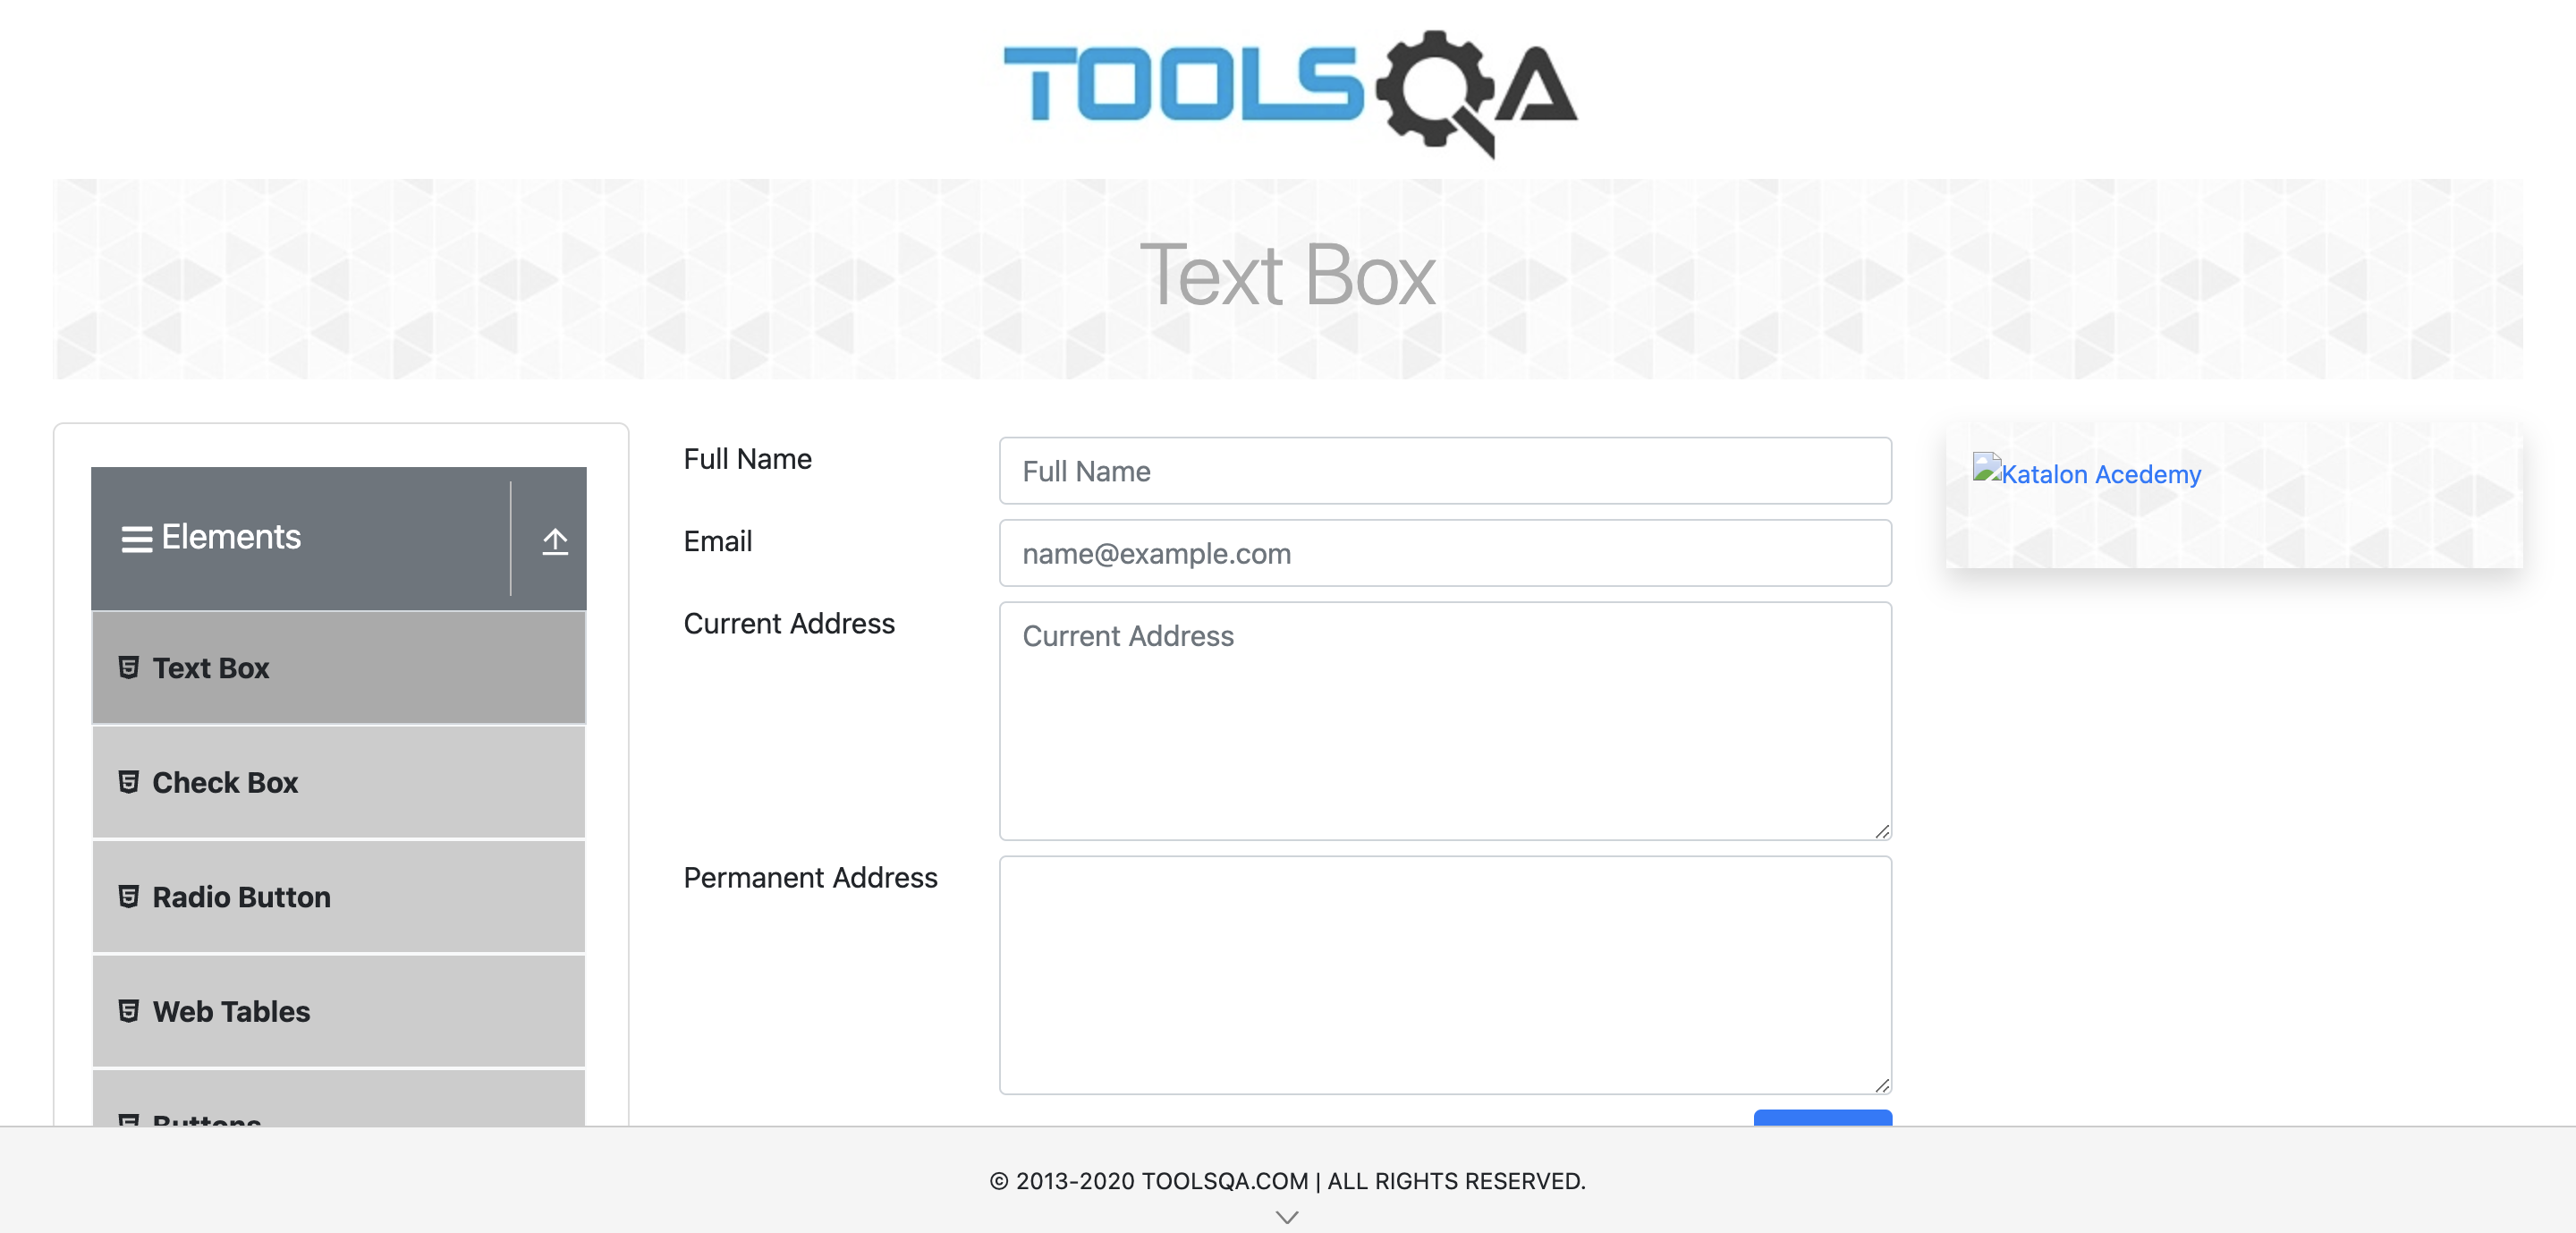 TOOLSQA
Text Box
Elements
Text Box
Check Box
Radio Button
Web Tables
Buttons
Full Name
Full Name
Email
name@example.com
Current Address
Current Address
Permanent Address
Katalon Acedemy
© 2013-2020 TOOLSQA.COM | ALL RIGHTS RESERVED.